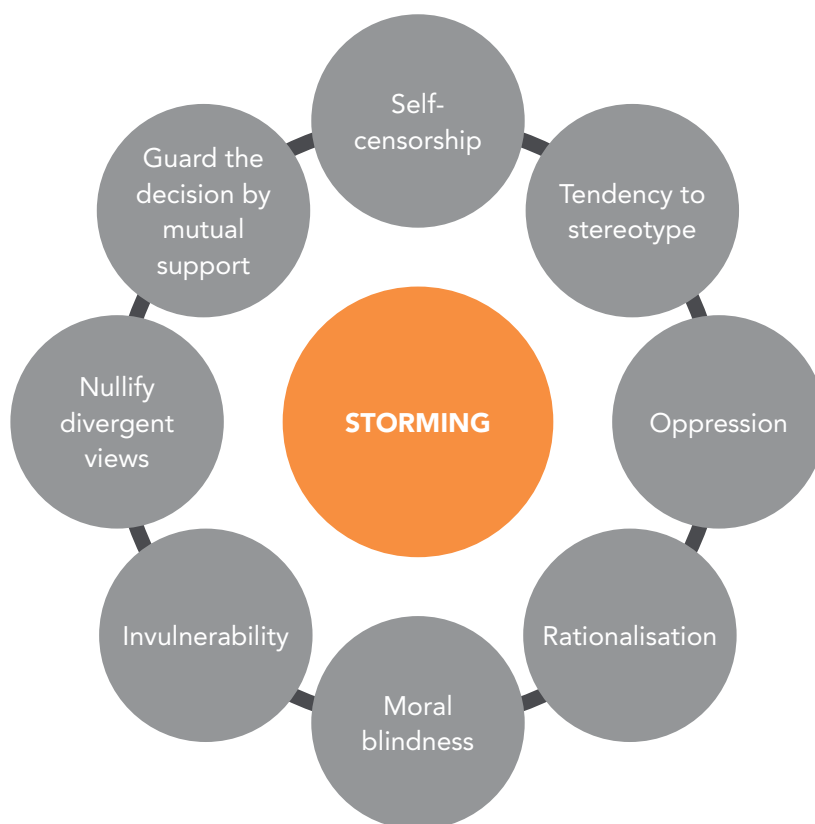 Self-
censorship
Tendency to
stereotype
Oppression
Rationalisation
Moral
blindness
Invulnerability
Nullify
divergent
views
Guard the
decision by
mutual
support
STORMING